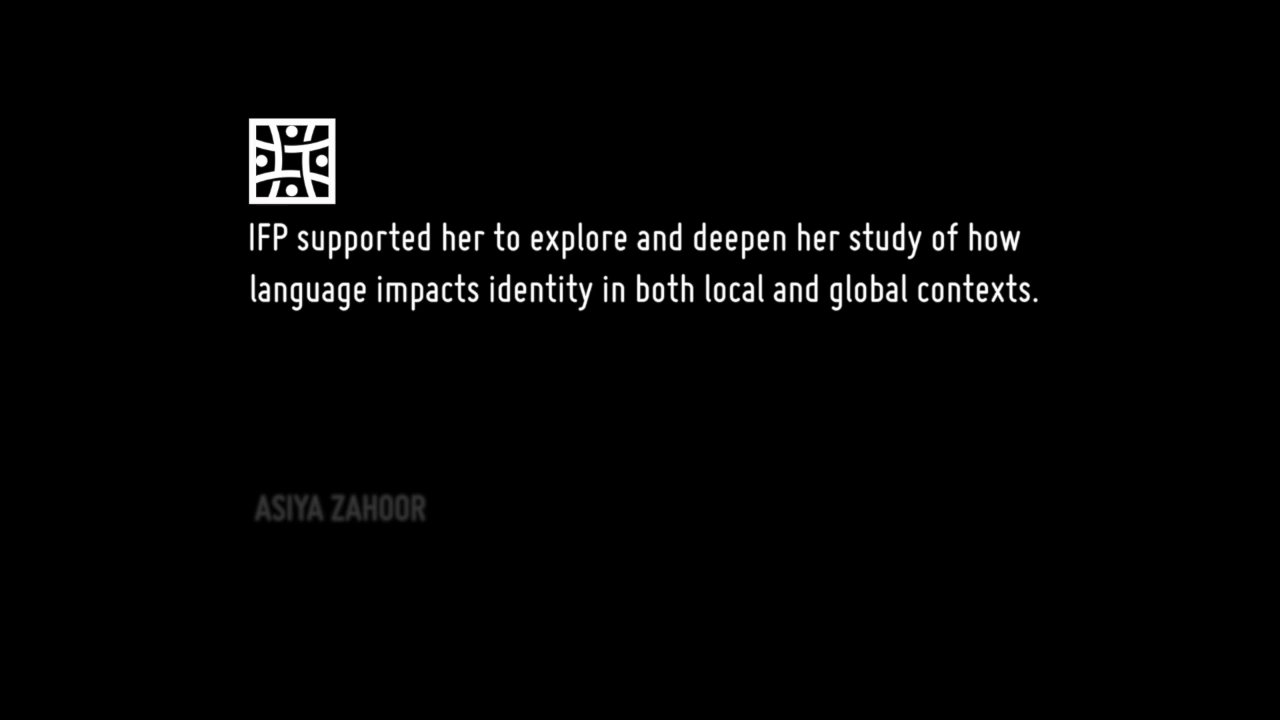 IFP supported her to explore and deepen her study of how
language impacts identity in both local and global contexts.
ASIYA ZAHOOR